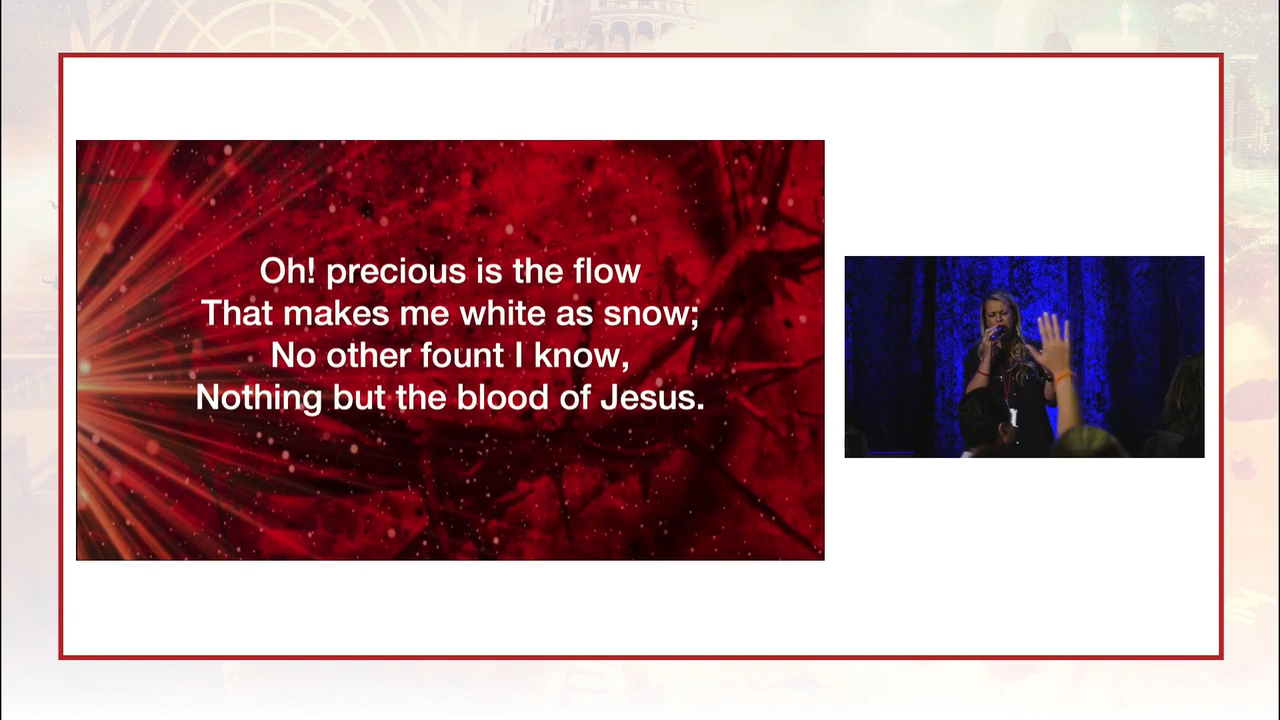 Oh! precious is the flow
That makes me white as snow;
No other fount I know,
Nothing but the blood of Jesus.